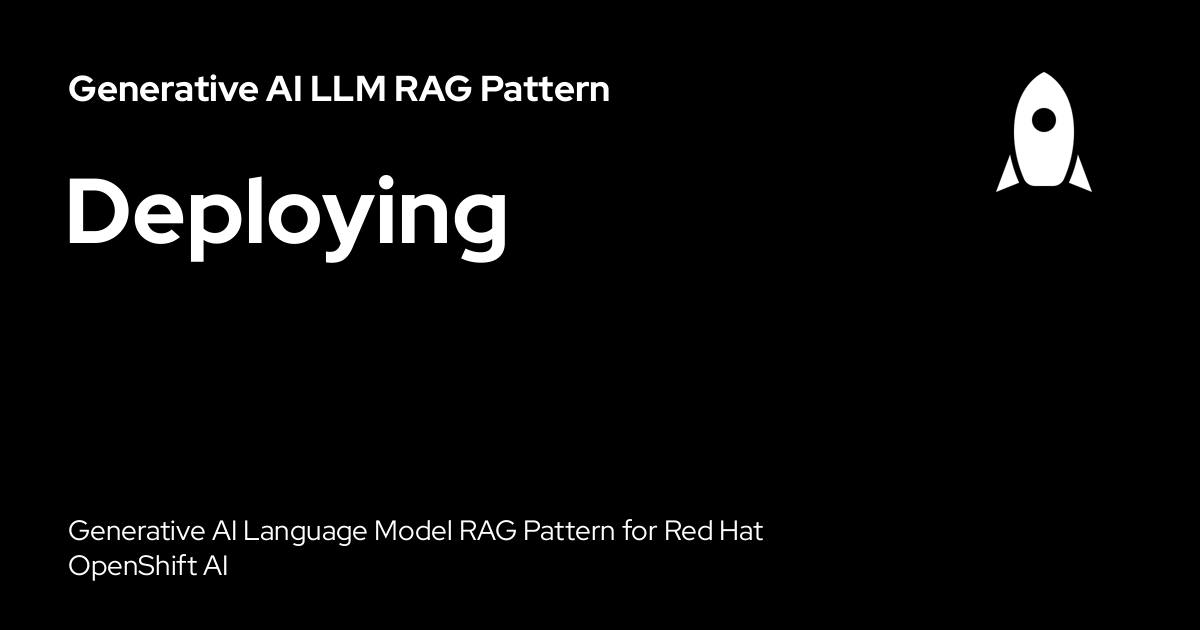 Generative AI LLM RAG Pattern
Deploying
Generative AI Language Model RAG Pattern for Red Hat
OpenShift AI